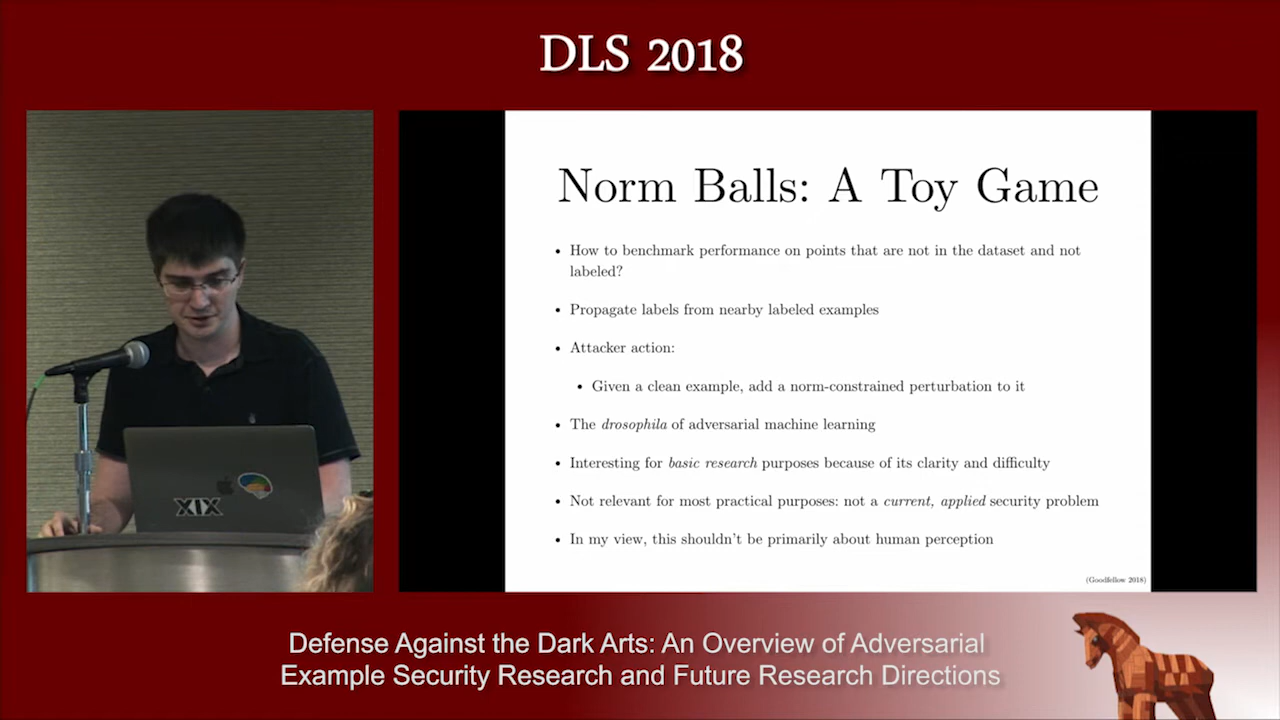 DLS 2018
Norm Balls: A Toy Game
• How to benchmark performance on points that are not in the dataset and not
labeled?
• Propagate labels from nearby labeled examples
• Attacker action:
• Given a clean example, add a norm-constrained perturbation to it
• The drosophila of adversarial machine learning
• Interesting for basic research purposes because of its clarity and difficulty
• Not relevant for most practical purposes: not a current, applied security problem
• In my view, this shouldn't be primarily about human perception
(Goodfellow 2018)
XIX
Defense Against the Dark Arts: An Overview of Adversarial
Example Security Research and Future Research Directions